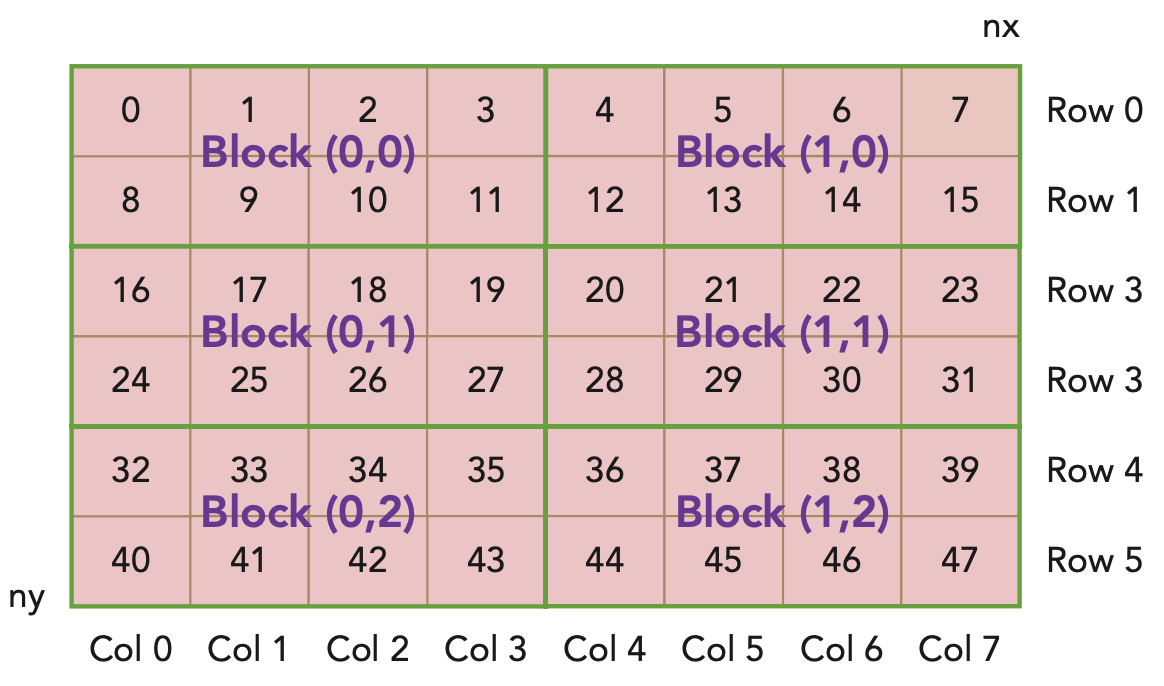 nx
0 1 2 3 4 5 6 7 Row 0
Block (0,0) Block (1,0)
8 9 10 11 12 13 14 15 Row 1
16 17 18 19 20 21 22 23 Row 3
Block (0,1) Block (1,1)
24 25 26 27 28 29 30 31 Row 3
32 33 34 35 36 37 38 39 Row 4
Block (0,2) Block (1,2)
40 41 42 43 44 45 46 47 Row 5
ny
Col 0 Col 1 Col 2 Col 3 Col 4 Col 5 Col 6 Col 7